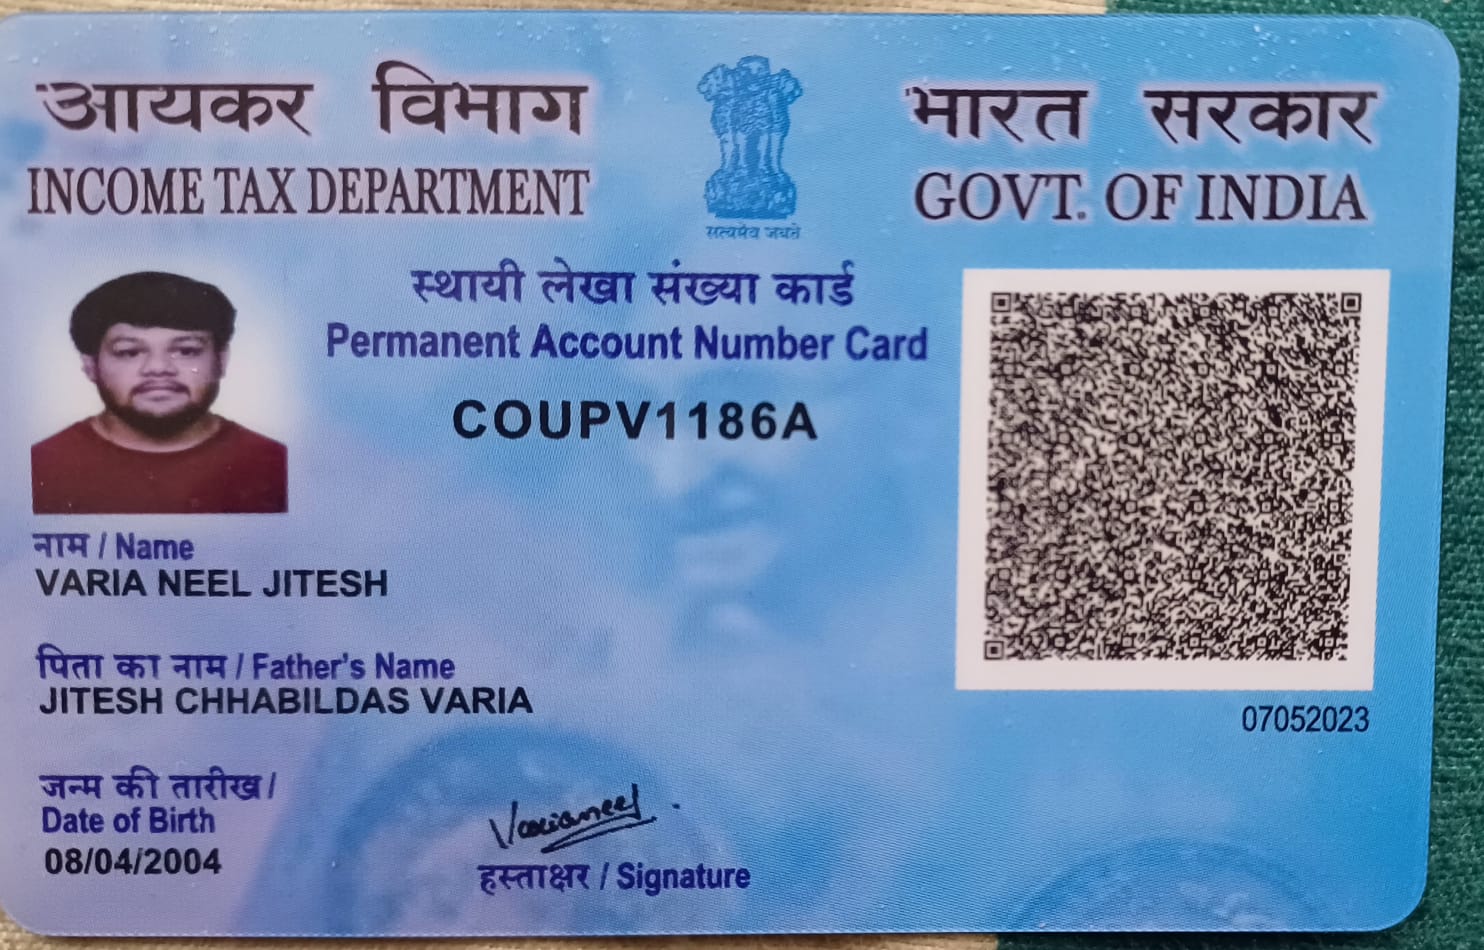 आयकर विभाग
INCOME TAX DEPARTMENT
सत्यमेव जयते
भारत सरकार
GOVT. OF INDIA
स्थायी लेखा संख्या कार्ड
Permanent Account Number Card
COUPV1186A
नाम / Name
VARIA NEEL JITESH
पिता का नाम / Father's Name
JITESH CHHABILDAS VARIA
07052023
जन्म की तारीख /
Date of Birth
08/04/2004
Varianeel
हस्ताक्षर / Signature